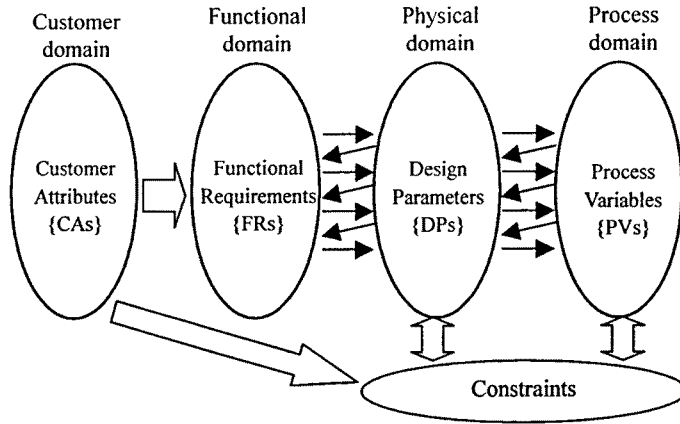 Customer
domain
Functional
domain
Physical
domain
Process
domain
Customer
Attributes
{CAs}
Functional
Requirements
{FRs}
Design
Parameters
{DPs}
Process
Variables
{PVs}
Constraints